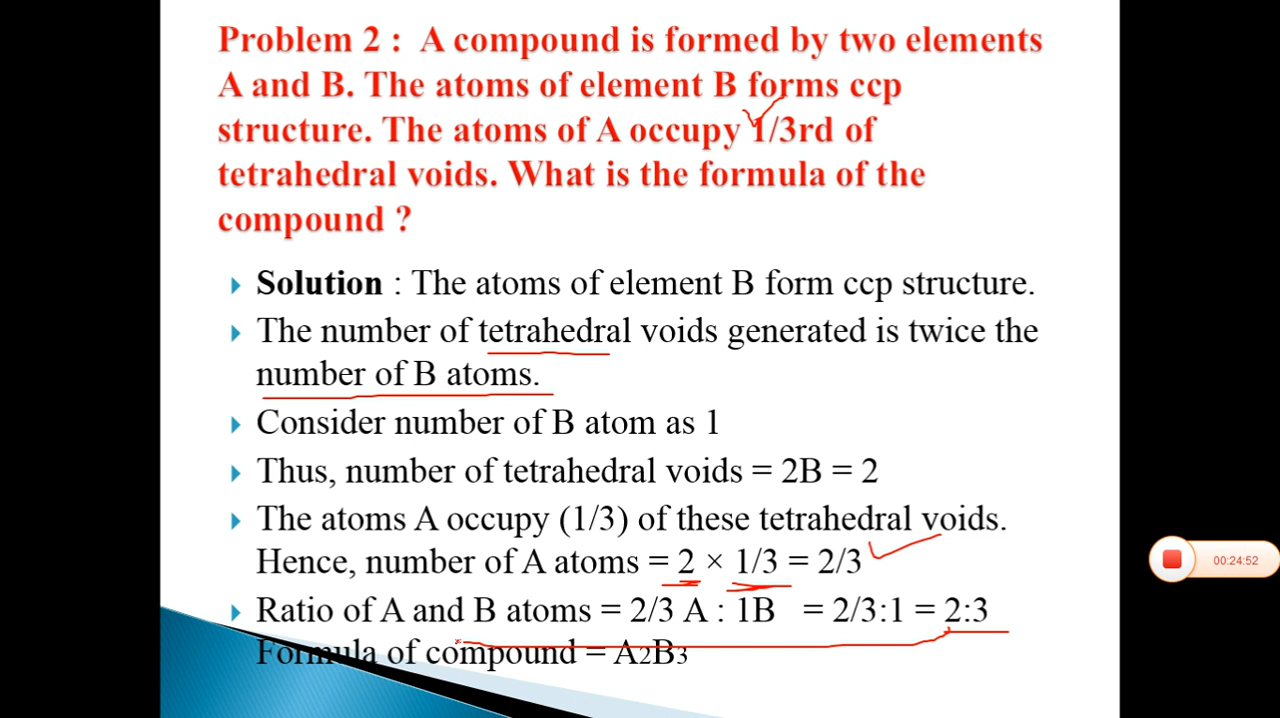 Problem 2 : A compound is formed by two elements
A and B. The atoms of element B forms ccp
structure. The atoms of A occupy 1/3rd of
tetrahedral voids. What is the formula of the
compound ?
Solution : The atoms of element B form ccp structure.
The number of tetrahedral voids generated is twice the
number of B atoms.
Consider number of B atom as 1
Thus, number of tetrahedral voids = 2B = 2
The atoms A occupy (1/3) of these tetrahedral voids.
Hence, number of A atoms = 2 × 1/3 = 2/3
Ratio of A and B atoms = 2/3 A : 1B = 2/3:1 = 2:3
Formula of compound = A2B3
00:24:52